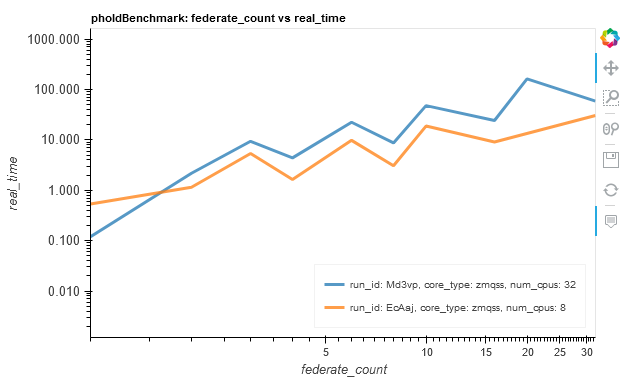 pholdBenchmark: federate_count vs real_time
1000.000
100.000
10.000
1.000
0.100
0.010
real_time
run_id: Md3vp, core_type: zmqss, num_cpus: 32
run_id: EcAaj, core_type: zmqss, num_cpus: 8
5 10 15 20 25 30
federate_count